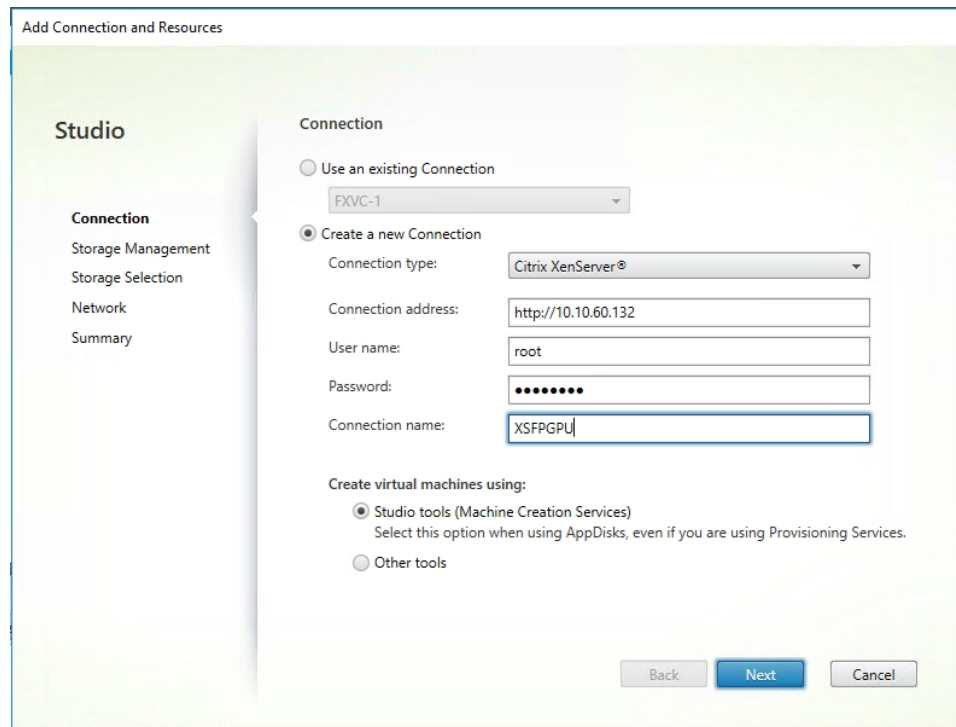 Add Connection and Resources
Studio
Connection
Storage Management
Storage Selection
Network
Summary
Connection
Use an existing Connection
FXVC-1
Create a new Connection
Connection type: Citrix XenServer®
Connection address: http://10.10.60.132
User name: root
Password: ●●●●●●●●
Connection name: XSFPGPU
Create virtual machines using:
Studio tools (Machine Creation Services)
Select this option when using AppDisks, even if you are using Provisioning Services.
Other tools
Back Next Cancel